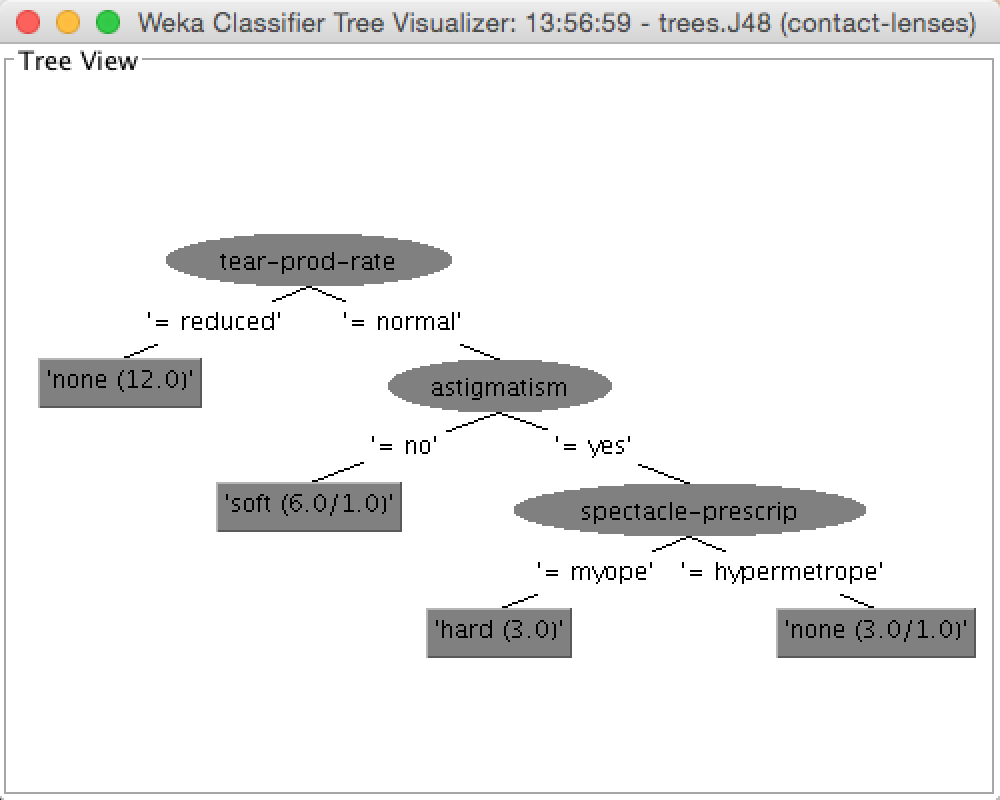 Weka Classifier Tree Visualizer: 13:56:59 - trees.J48 (contact-lenses)
Tree View
tear-prod-rate
'= reduced' '= normal'
'none (12.0)'
astigmatism
'= no' '= yes'
'soft (6.0/1.0)'
spectacle-prescrip
'= myope' '= hypermetrope'
'hard (3.0)' 'none (3.0/1.0)'